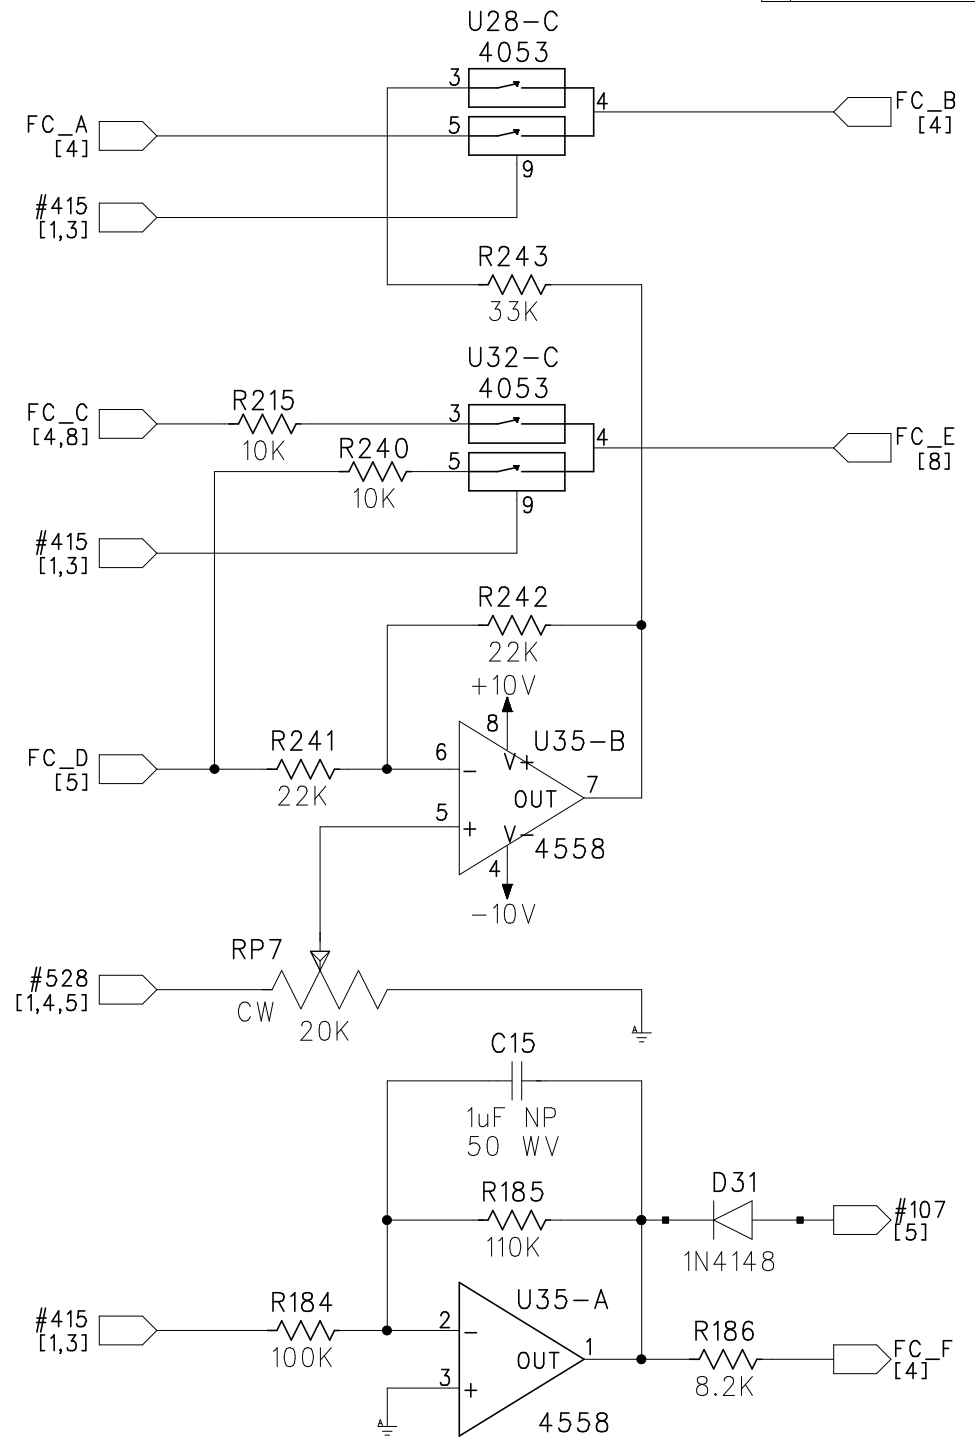 U28-C
4053
3
4
FC_B
[4]
FC_A
[4]
5
9
#415
[1,3]
R243
33K
U32-C
4053
FC_C
[4,8]
R215
10K
3
4
FC_E
[8]
R240
10K
5
9
#415
[1,3]
R242
22K
+10V
8
U35-B
FC_D
[5]
R241
22K
6
-
V+
7
OUT
5
+
V-
4558
4
-10V
RP7
#528
[1,4,5]
CW
20K
A
C15
1uF NP
50 WV
R185
110K
D31
1N4148
#107
[5]
#415
[1,3]
R184
100K
U35-A
2
-
1
OUT
3
+
4558
R186
8.2K
FC_F
[4]
A